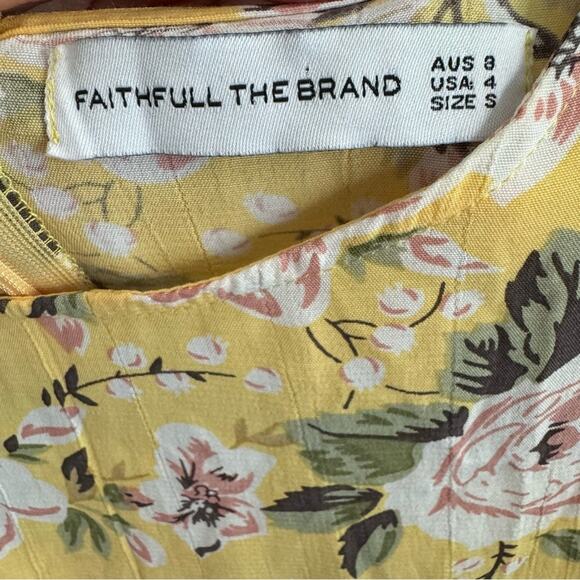 FAITHFULL THE BRAND
AUS 8
USA: 4
SIZE S